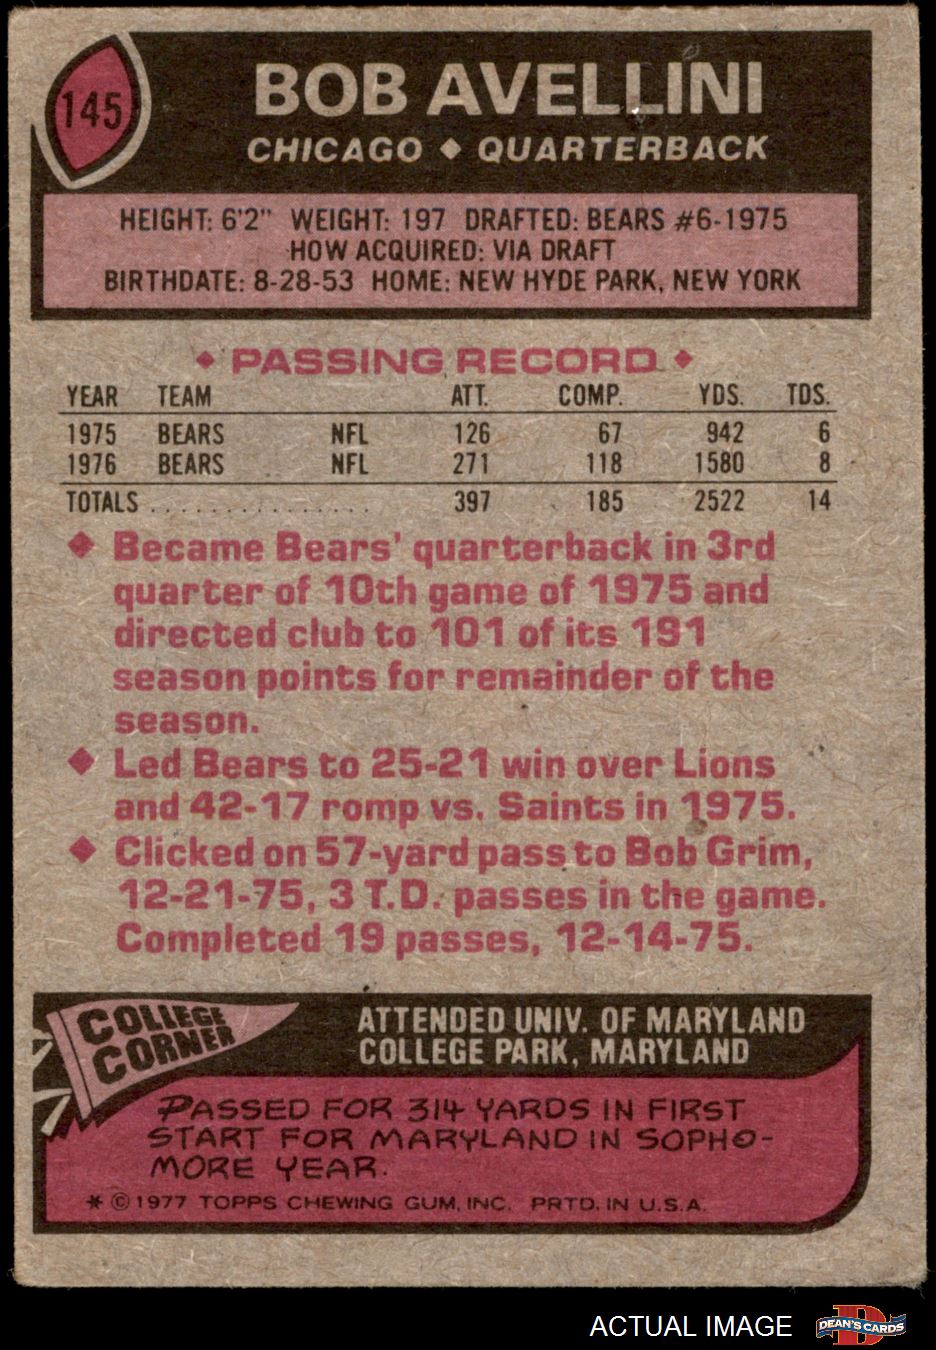 145
BOB AVELLINI
CHICAGO ◆ QUARTERBACK
HEIGHT: 6'2" WEIGHT: 197 DRAFTED: BEARS #6-1975
HOW ACQUIRED: VIA DRAFT
BIRTHDATE: 8-28-53 HOME: NEW HYDE PARK, NEW YORK
◆ PASSING RECORD ◆
YEAR TEAM ATT. COMP. YDS. TDS.
1975 BEARS NFL 126 67 942 6
1976 BEARS NFL 271 118 1580 8
TOTALS . . . . . . . . . . . . . . . 397 185 2522 14
◆ Became Bears' quarterback in 3rd
quarter of 10th game of 1975 and
directed club to 101 of its 191
season points for remainder of the
season.
◆ Led Bears to 25-21 win over Lions
and 42-17 romp vs. Saints in 1975.
◆ Clicked on 57-yard pass to Bob Grim,
12-21-75, 3 T.D. passes in the game.
Completed 19 passes, 12-14-75.
COLLEGE
CORNER
ATTENDED UNIV. OF MARYLAND
COLLEGE PARK, MARYLAND
PASSED FOR 314 YARDS IN FIRST
START FOR MARYLAND IN SOPHO-
MORE YEAR.
* © 1977 TOPPS CHEWING GUM, INC. PRTD. IN U.S.A.
ACTUAL IMAGE
D
DEAN'S CARDS